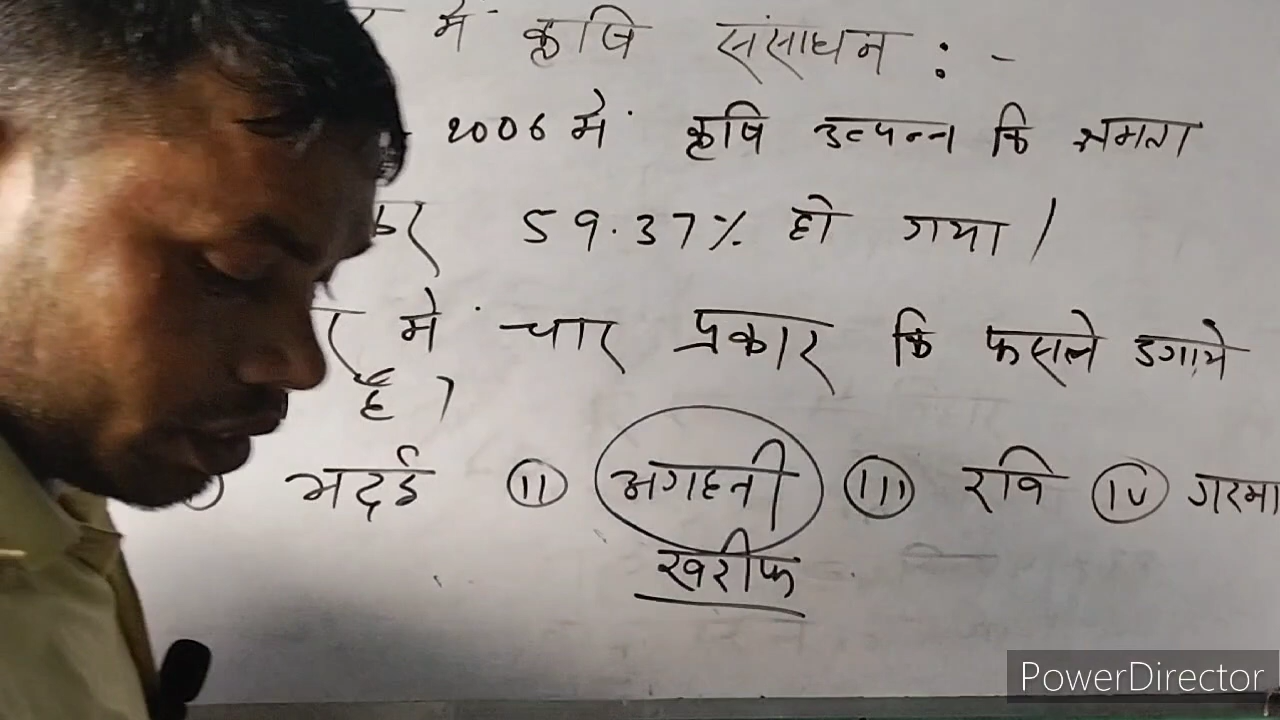 में कृषि संसाधन : -
2006 में कृषि उत्पन्न कि क्षमता
कर 59.37% हो गया।
में चार प्रकार कि फसले उगाये
है।
भदई (II) अगहनी (III) रवि (IV) गरमा
खरीफ
PowerDirector